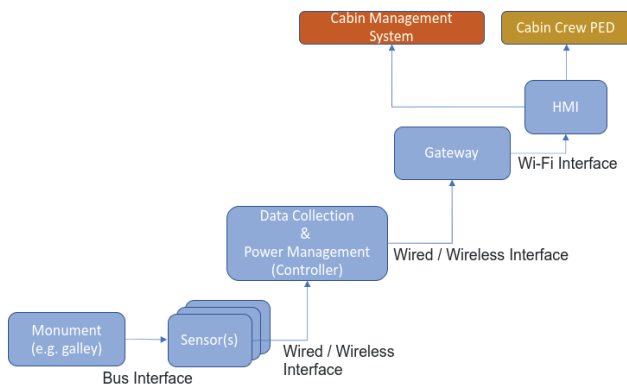 Cabin Management
System
Cabin Crew PED
HMI
Gateway
Wi-Fi Interface
Data Collection
&
Power Management
(Controller)
Wired / Wireless Interface
Monument
(e.g. galley)
Sensor(s)
Wired / Wireless
Interface
Bus Interface